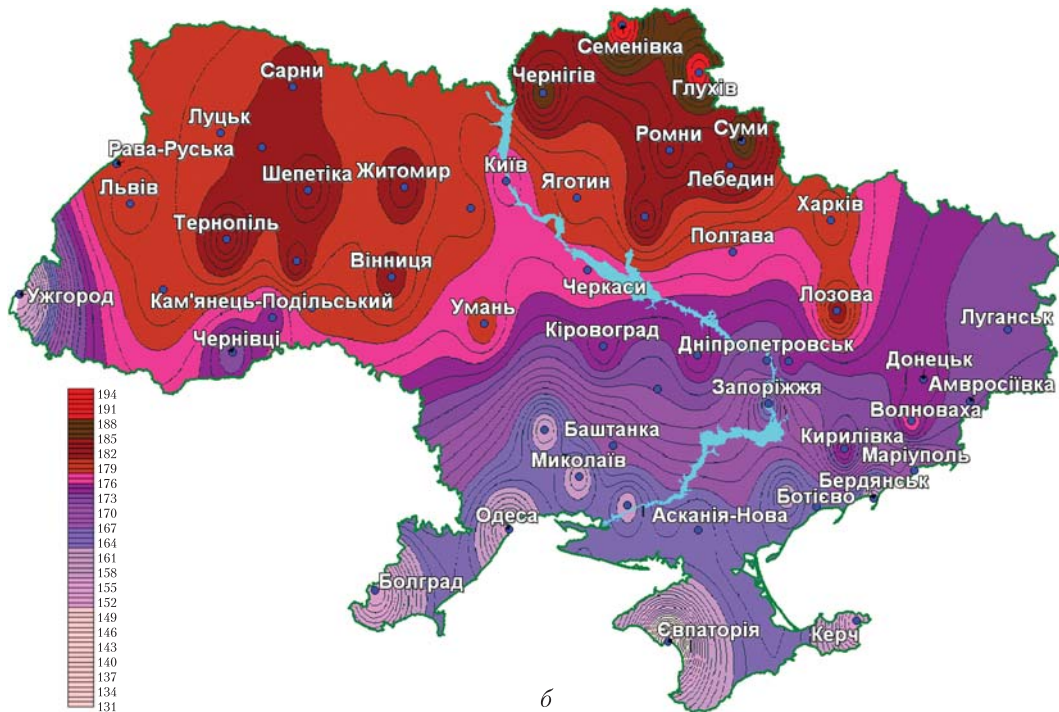 Семенівка
Сарни
Чернігів
Глухів
Луцьк
Ромни
Суми
Рава-Руська
Київ
Львів
Шепетіка
Житомир
Яготин
Лебедин
Харків
Тернопіль
Полтава
Вінниця
Черкаси
Ужгород
Кам'янець-Подільський
Умань
Лозова
Луганськ
Чернівці
Кіровоград
Дніпропетровськ
Донецьк
Запоріжжя
Амвросіївка
Волноваха
Баштанка
Кирилівка
Миколаїв
Маріуполь
Бердянськ
Ботієво
Одеса
Асканія-Нова
Болград
Євпаторія
Керч
194
191
188
185
182
179
176
173
170
167
164
161
158
155
152
149
146
143
140
137
134
131
б